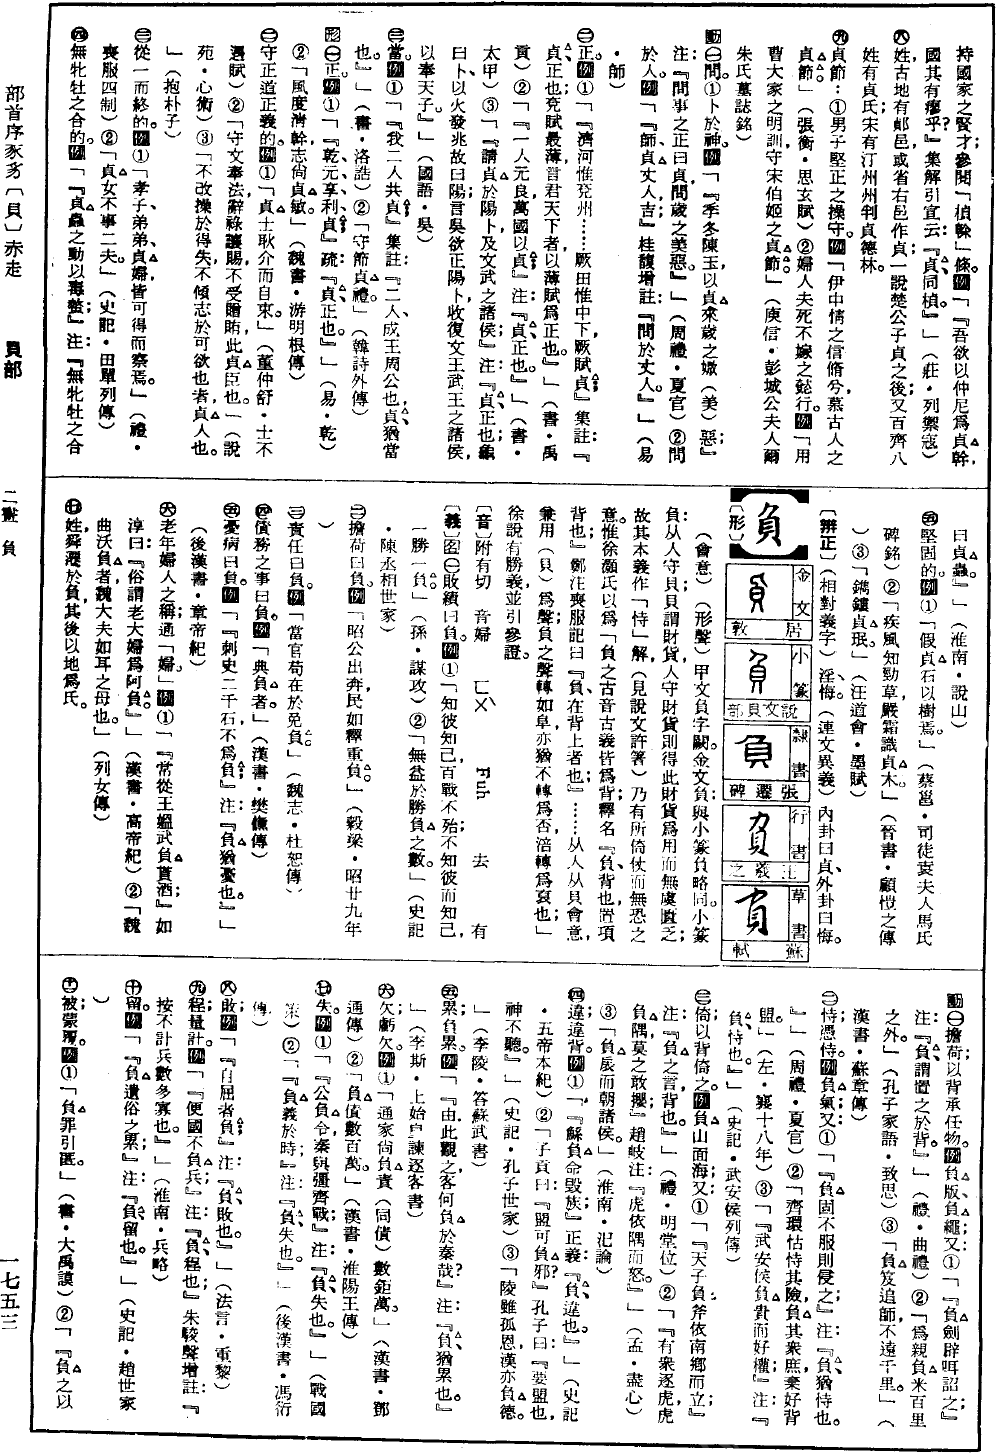 持國家之賢才參閱「楨榦」條。例「『吾欲以仲尼爲貞榦，
國其有瘳乎？』集解引宣云：『貞同楨。』」（莊・列禦寇）
㈧姓古地有郥邑或省右邑作貞一說楚公子貞之後；又百齊八
姓有貞氏；宋有汀州州判貞德林。
㈨貞節：①男子堅正之操守。例「伊中情之信脩兮，慕古人之
貞節。」（張衡・思玄賦）②婦人夫死不嫁之懿行。例「用
曹大家之明訓，守宋伯姬之貞節。」（庾信・彭城公夫人爾
朱氏墓誌銘）
動㈠問。①卜於神。例「『季冬陳玉以貞來歲之媺（美）惡。』
注：『問事之正曰貞問歲之美惡。』」（周禮・夏官）②問
於人。例「『師貞丈人吉。』桂馥增註：『問於丈人。』」（易
・師）
㈡正。例①「『濟河惟兗州……厥田惟中下，厥賦貞。』集註：『
貞正也兗賦最薄言君天下者以薄賦爲正也。』」（書・禹
貢）②「『一人元良萬國以貞。』注：『貞正也。』」（書・
太甲）③「『請貞於陽卜及文武之諸侯。』注：『貞正也；龜
曰卜，以火發兆故曰陽言吳欲正陽卜，收復文王武王之諸侯，
以奉天子。』」（國語・吳）
㈢當。例①「『我二人共貞。』集註：『二人成王周公也貞猶當
也。』」（書・洛誥）②「守節貞禮。」（韓詩外傳）
形㈠正。例①「『乾元亨利貞。』疏：『貞正也。』」（易・乾）
②「風度清幹志尚貞敏。」（魏書・游明根傳）
㈡守正道正義的。例①「貞士耿介而自束。」（董仲舒・士不
遇賦）②「守文奉法，辭祿讓賜，不受贈賄，此貞臣也。」（說
苑・心術）③「不改操於得失，不傾志於可欲也者，貞人也。
」（抱朴子）
㈢從一而終的。例①「孝子、弟弟、貞婦皆可得而察焉。」（禮・
喪服四制）②「貞女不事二夫。」（史記・田單列傳）
㈣無牝牡之合的。例「『貞蟲之動以毒螫。』注：『無牝牡之合
曰貞蟲。』」（淮南・說山）
㈤堅固的。例①「假貞石以樹焉。」（蔡邕・司徒袁夫人馬氏
碑銘）②「疾風知勁草，嚴霜識貞木。」（晉書・顧愷之傳
）③「鐫鑲貞珉。」（汪道會・墨賦）
〔辨正〕（相對義字）淫，悔（連文異義）內卦曰貞，外卦曰悔。
【負】
〔形〕
金文
居敦
小篆
說文貝部
隸書
張遷碑
行書
王羲之
草書
蘇軾
（會意）（形聲）甲文負字闕。金文負：與小篆負略同。小篆
負：从人守貝，貝謂財貨，人守財貨則得此財貨爲用而無虞匱乏；
故其本義作「恃」解，（見說文許箸）乃有所倚仗而無恐之
意。惟徐灝氏以爲「負之古音古義皆爲背。釋名『負，背也置項
背也』鄭注喪服記曰『負，在背上者也』……从人从貝會意，
兼用（貝）爲聲，負之聲轉如阜，亦猶不轉爲否，涪轉爲裒也」
徐說有勝義，並引參證。
〔音〕附有切　音婦　ㄈㄨˋ　Fuh　去　有
〔義〕名㈠敗績曰負。例①「知彼知己，百戰不殆；不知彼而知己，
一勝一負。」（孫・謀攻）②「無益於勝負之數。」（史記
・陳丞相世家）
㈡擔荷曰負。例「昭公出奔，民如釋重負。」（穀梁・昭廿九年
）
㈢責任曰負。例「當官苟在於免負。」（魏志・杜恕傳）
㈣債務之事曰負。例「典負者。」（漢書・樊儵傳）
㈤憂病曰負。例「『刺史二千石不爲負。』注：『負猶憂也。』」
（後漢書・章帝紀）
㈥老年婦人之稱，通「婦」。例①「『常從王媼武負貰酒；』如
淳曰：『俗謂老大婦爲阿負。』」（漢書・高帝紀）②「魏
曲沃負者，魏大夫如耳之母也。」（列女傳）
㈦姓，舜遷於負，其後以地爲氏。
動㈠擔荷；以背承任物。例負版、負繩；又：①「『負劍辟咡詔之』
注：『負謂置之於背。』」（禮・曲禮）②「爲親負米百里
之外。」（孔子家語・致思）③「負笈追師，不遠千里。」（
漢書・蘇章傳）
㈡恃；憑恃。例負氣；又①「『負固不服則侵之』注：『負猶恃也。
』」（周禮・夏官）②「齊環怙恃其險，負其衆庶，棄好背
盟。」（左・襄十八年）③「『武安侯負貴而好權』注：『
負恃也。』」（史記・武安侯列傳）
㈢倚；以背倚之。例負山面海；又：①「『天子負斧依南鄉而立』；
注：『負之言背也。』」（禮・明堂位）②「『有衆逐虎，虎
負隅，莫之敢攖』趙岐注：『虎依隅而怒。』」（孟・盡心）
③「負扆而朝諸侯。」（淮南・氾論）
㈣違；違背。例①「『鯀負命毀族』正義：『負，違也。』」（史記
・五帝本紀）②「子貢曰：『盟可負邪？』孔子曰：『要盟也，
神不聽。』」（史記・孔子世家）③「陵雖孤恩，漢亦負德。
」（李陵・答蘇武書）
㈤累；負累。例「『由此觀之，客何負於秦哉？』注：『負猶累也。』
」（李斯・上始皇諫逐客書）
㈥欠；虧欠。例①「通家尚負責（同債）數鉅萬。」（漢書・鄧
通傳）②「負債數百萬。」（漢書・淮陽王傳）
㈦失。例①「『公負令秦與彊齊戰』注：『負，失也。』」（戰國
策）②「『負義於時』注：『負，失也。』」（後漢書・馮衍
傳）
㈧敗。例「『自屈者負』注：『負，敗也。』」（法言・重黎）
㈨程量；計。例「『便國不負兵』注：『負，程也』朱駿聲增註：『
按：不計兵數多寡也。』」（淮南・兵略）
㈩留。例「『負遺俗之累』注：『負，留也。』」（史記・趙世家
）
被；蒙受。例①「負罪引慝。」（書・大禹謨）②「『負之以
部首序豕豸〔貝〕赤走　貝部　二畫　負　一七五三